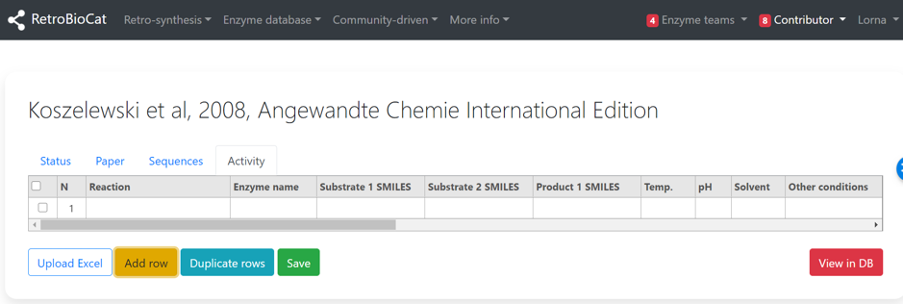 RetroBioCat Retro-synthesis Enzyme database Community-driven More info 4 Enzyme teams 8 Contributor Lorna
Koszelewski et al, 2008, Angewandte Chemie International Edition
Status Paper Sequences Activity
N Reaction Enzyme name Substrate 1 SMILES Substrate 2 SMILES Product 1 SMILES Temp. pH Solvent Other conditions
1
Upload Excel Add row Duplicate rows Save View in DB